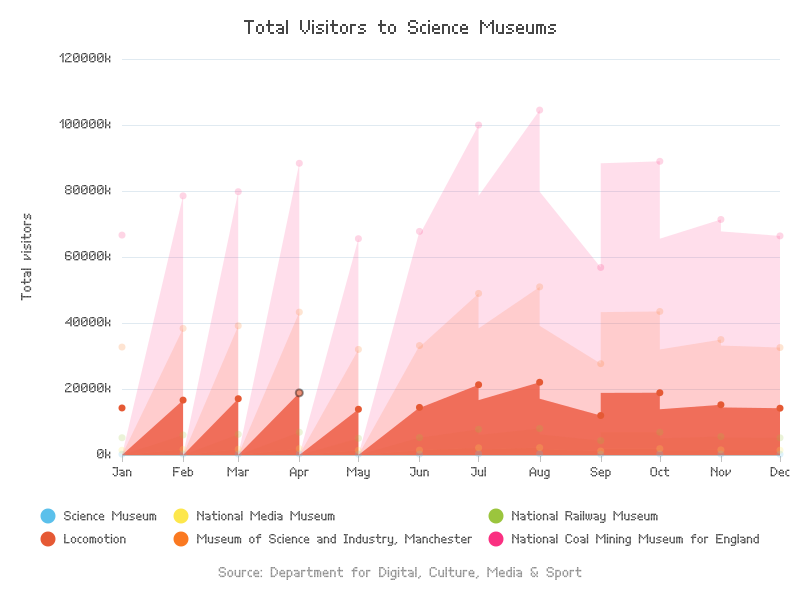 Total Visitors to Science Museums
120000k
100000k
80000k
60000k
40000k
20000k
0k
Total visitors
Jan Feb Mar Apr May Jun Jul Aug Sep Oct Nov Dec
Science Museum National Media Museum National Railway Museum
Locomotion Museum of Science and Industry, Manchester National Coal Mining Museum for England
Source: Department for Digital, Culture, Media & Sport